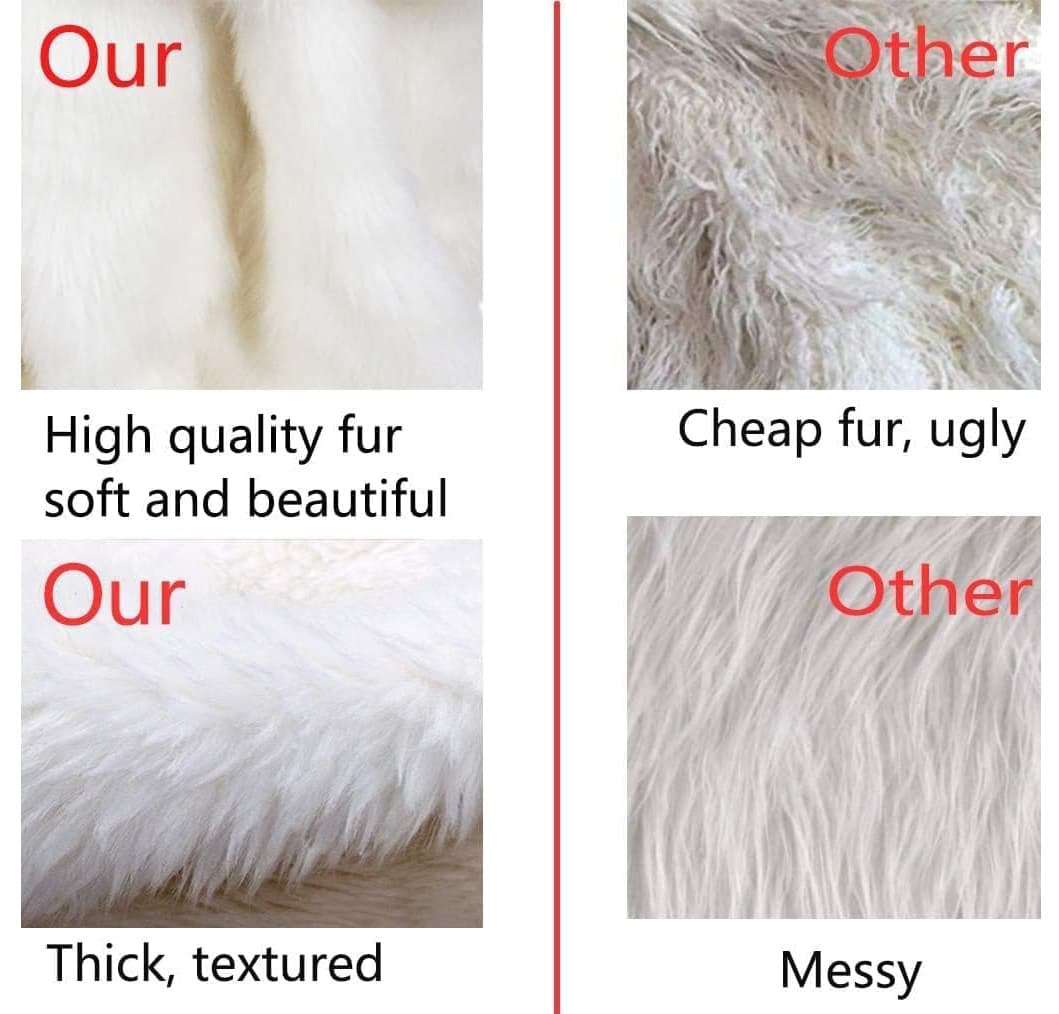 Our
High quality fur
soft and beautiful
Our
Thick, textured
Other
Cheap fur, ugly
Other
Messy